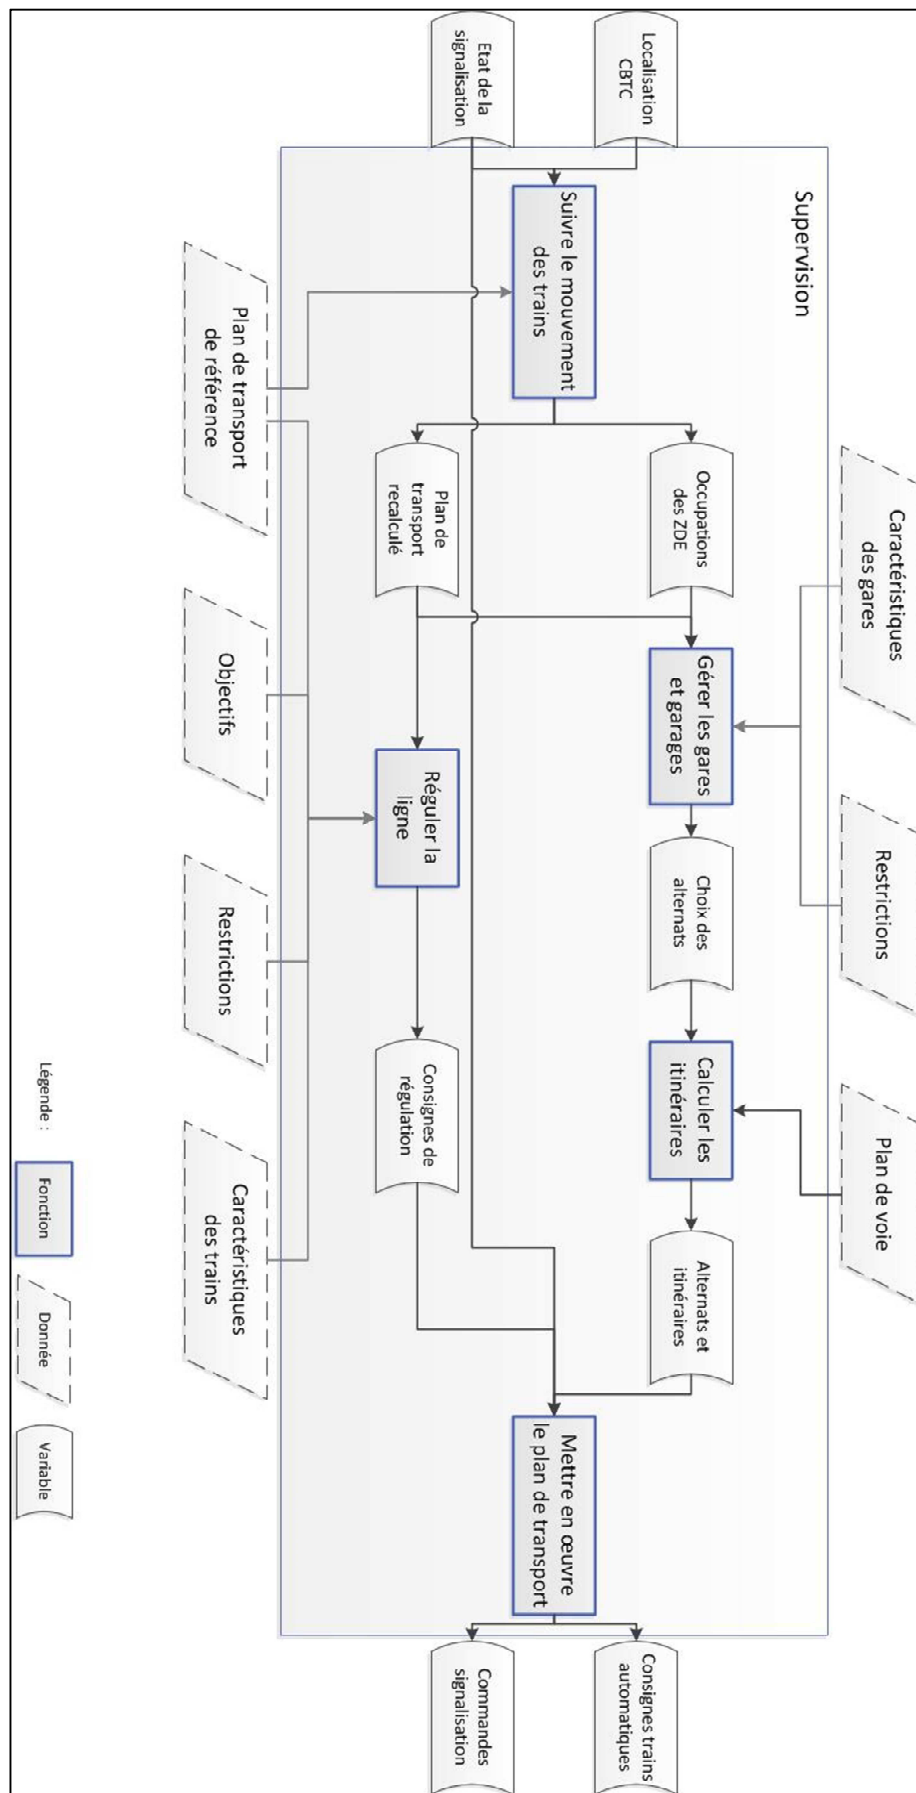 Caractéristiques
des gares
Restrictions
Plan de voie
Supervision
Localisation
CBTC
Occupations
des ZDE
Gérer les gares
et garages
Choix des
alternats
Calculer les
itinéraires
Alternats et
itinéraires
Consignes trains
automatiques
Suivre le mouvement
des trains
Mettre en œuvre
le plan de transport
Etat de la
signalisation
Plan de
transport
recalculé
Réguler la
ligne
Consignes de
régulation
Commandes
signalisation
Plan de transport
de référence
Objectifs
Restrictions
Caractéristiques
des trains
Légende :
Fonction
Donnée
Variable